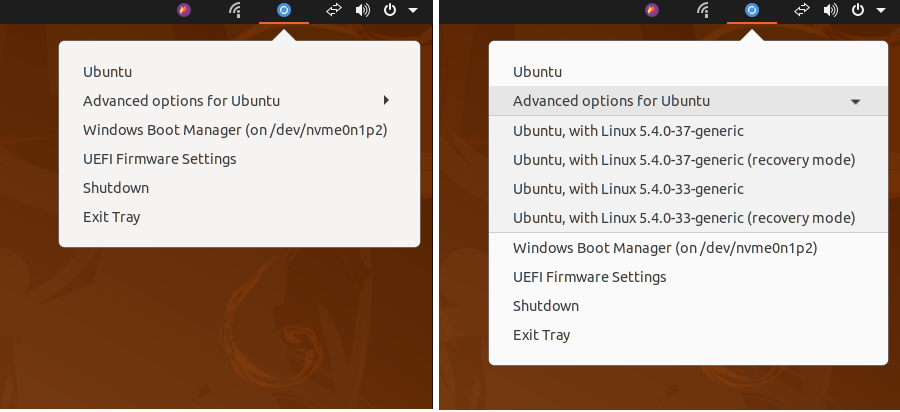 Ubuntu
Advanced options for Ubuntu
Windows Boot Manager (on /dev/nvme0n1p2)
UEFI Firmware Settings
Shutdown
Exit Tray
Ubuntu
Advanced options for Ubuntu
Ubuntu, with Linux 5.4.0-37-generic
Ubuntu, with Linux 5.4.0-37-generic (recovery mode)
Ubuntu, with Linux 5.4.0-33-generic
Ubuntu, with Linux 5.4.0-33-generic (recovery mode)
Windows Boot Manager (on /dev/nvme0n1p2)
UEFI Firmware Settings
Shutdown
Exit Tray